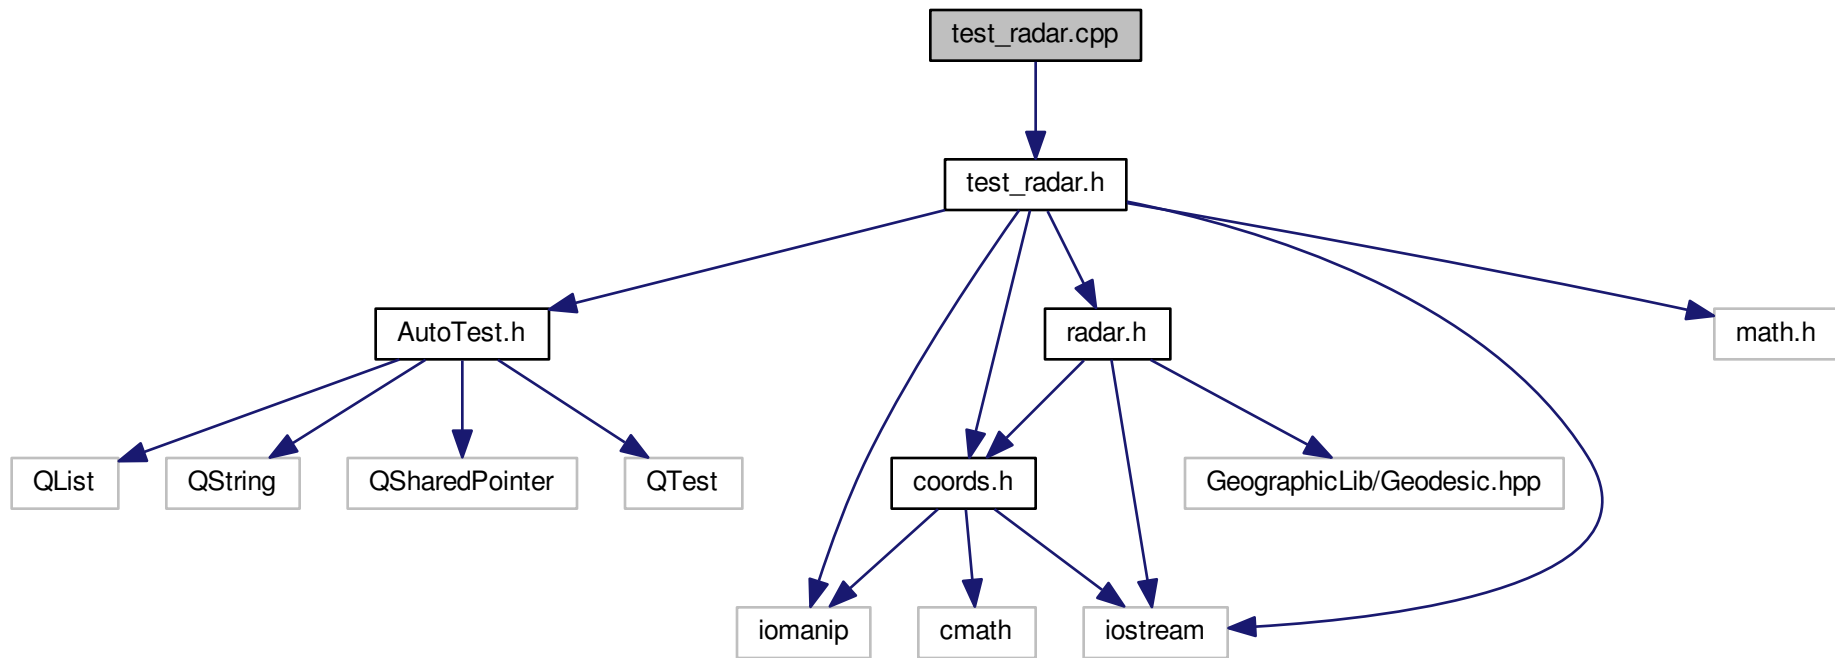 test_radar.cpp
test_radar.h
AutoTest.h
radar.h
math.h
QList
QString
QSharedPointer
QTest
coords.h
GeographicLib/Geodesic.hpp
iomanip
cmath
iostream